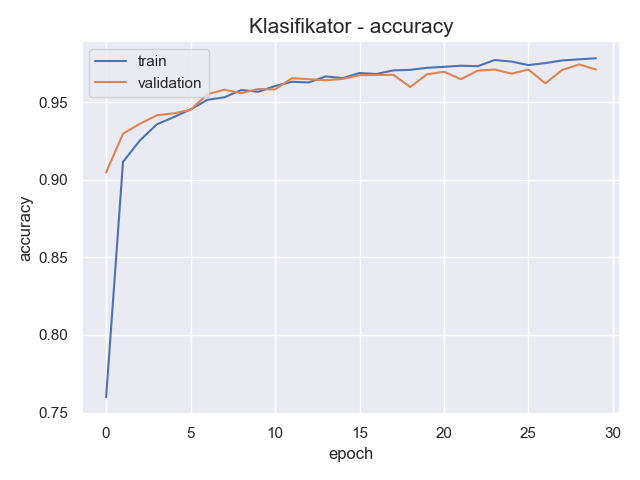 Klasifikator - accuracy
train
validation
0.95
0.90
0.85
0.80
0.75
accuracy
0 5 10 15 20 25 30
epoch